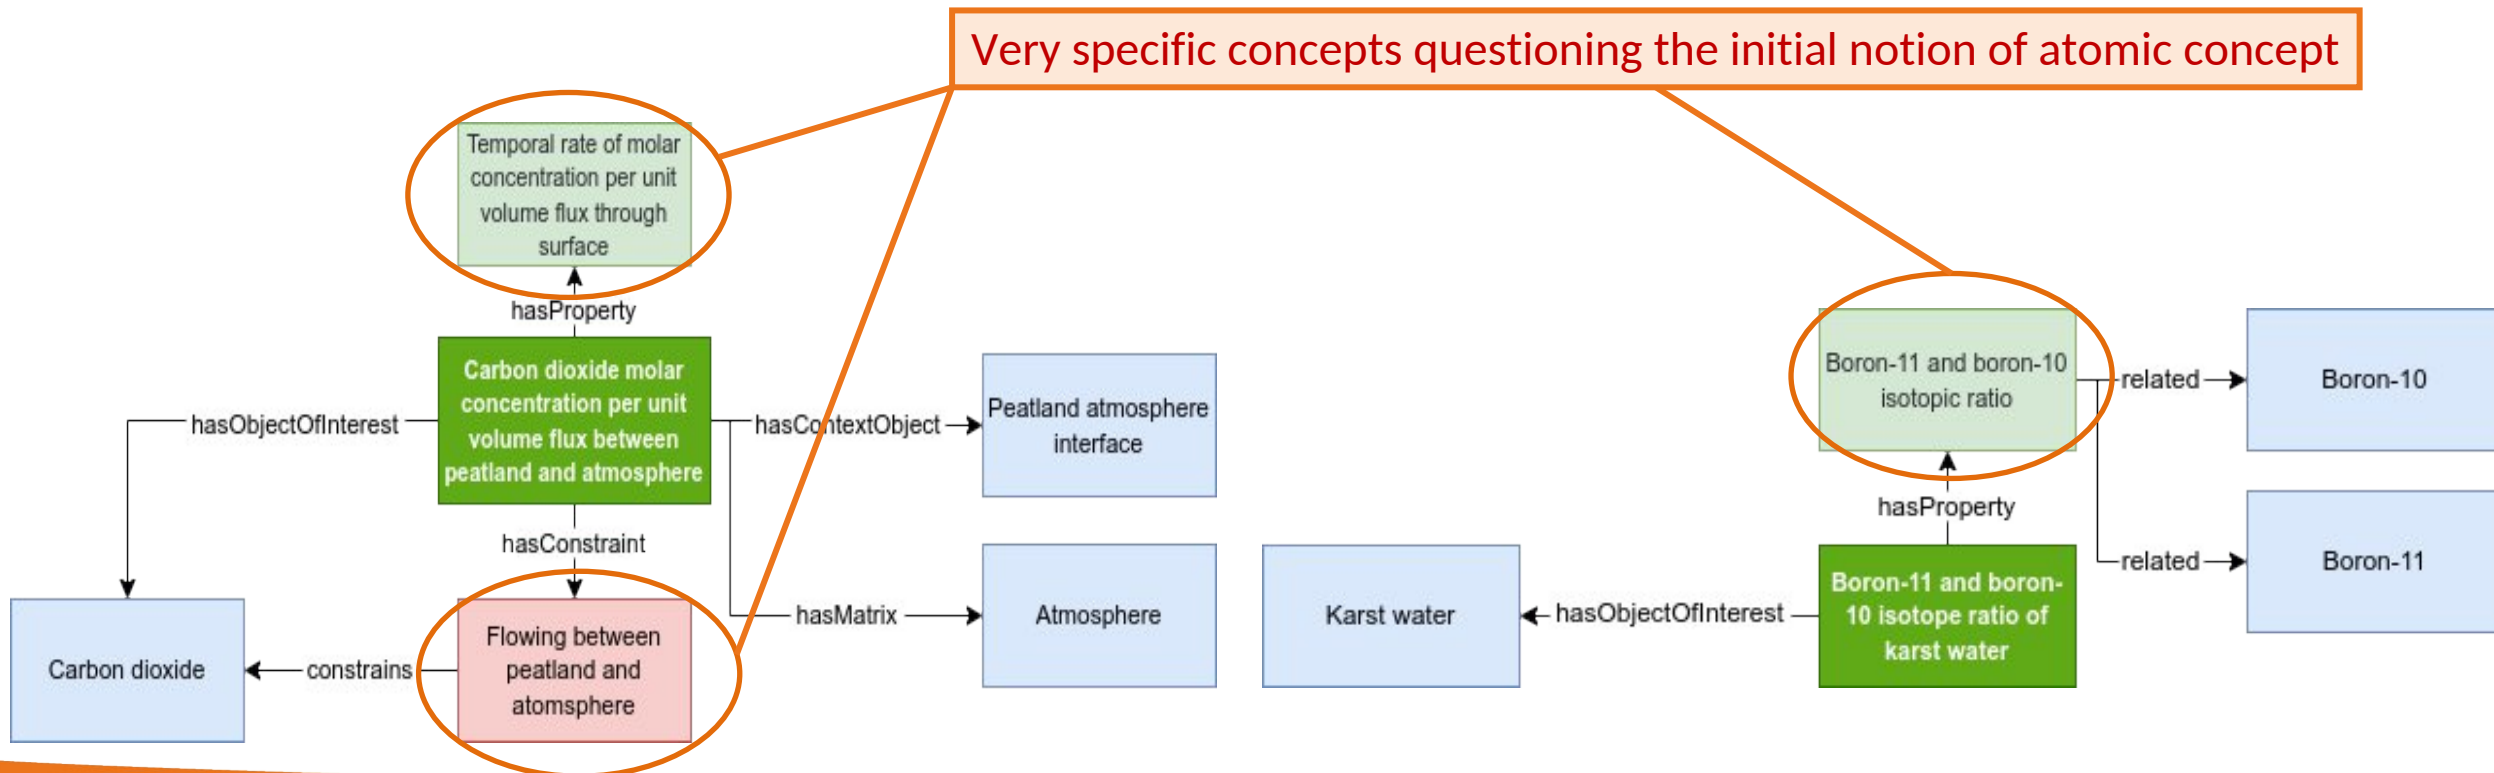 Very specific concepts questioning the initial notion of atomic concept
Temporal rate of molar
concentration per unit
volume flux through
surface
hasProperty
Carbon dioxide molar
concentration per unit
volume flux between
peatland and atmosphere
hasObjectOfInterest
hasContextObject
Peatland atmosphere
interface
hasConstraint
hasMatrix
Atmosphere
Flowing between
peatland and
atomsphere
constrains
Carbon dioxide
Boron-11 and boron-10
isotopic ratio
related
Boron-10
related
Boron-11
hasProperty
Boron-11 and boron-
10 isotope ratio of
karst water
hasObjectOfInterest
Karst water